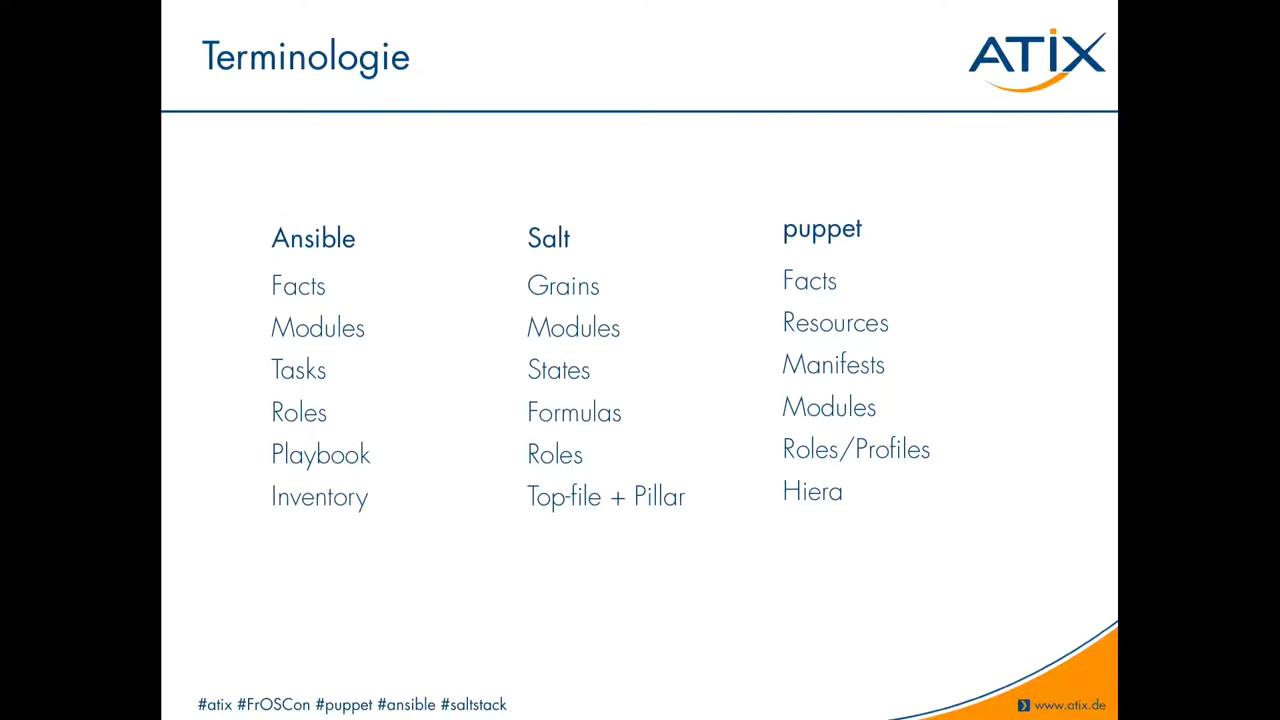 Terminologie
ATIX
Ansible
Facts
Modules
Tasks
Roles
Playbook
Inventory
Salt
Grains
Modules
States
Formulas
Roles
Top-file + Pillar
puppet
Facts
Resources
Manifests
Modules
Roles/Profiles
Hiera
#atix #FrOSCon #puppet #ansible #saltstack
www.atix.de